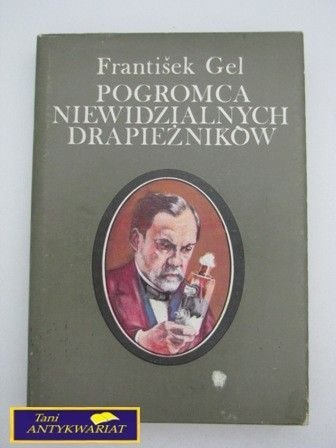 František Gel
POGROMCA
NIEWIDZIALNYCH
DRAPIEŻNIKÓW
Tani
ANTYKWARIAT